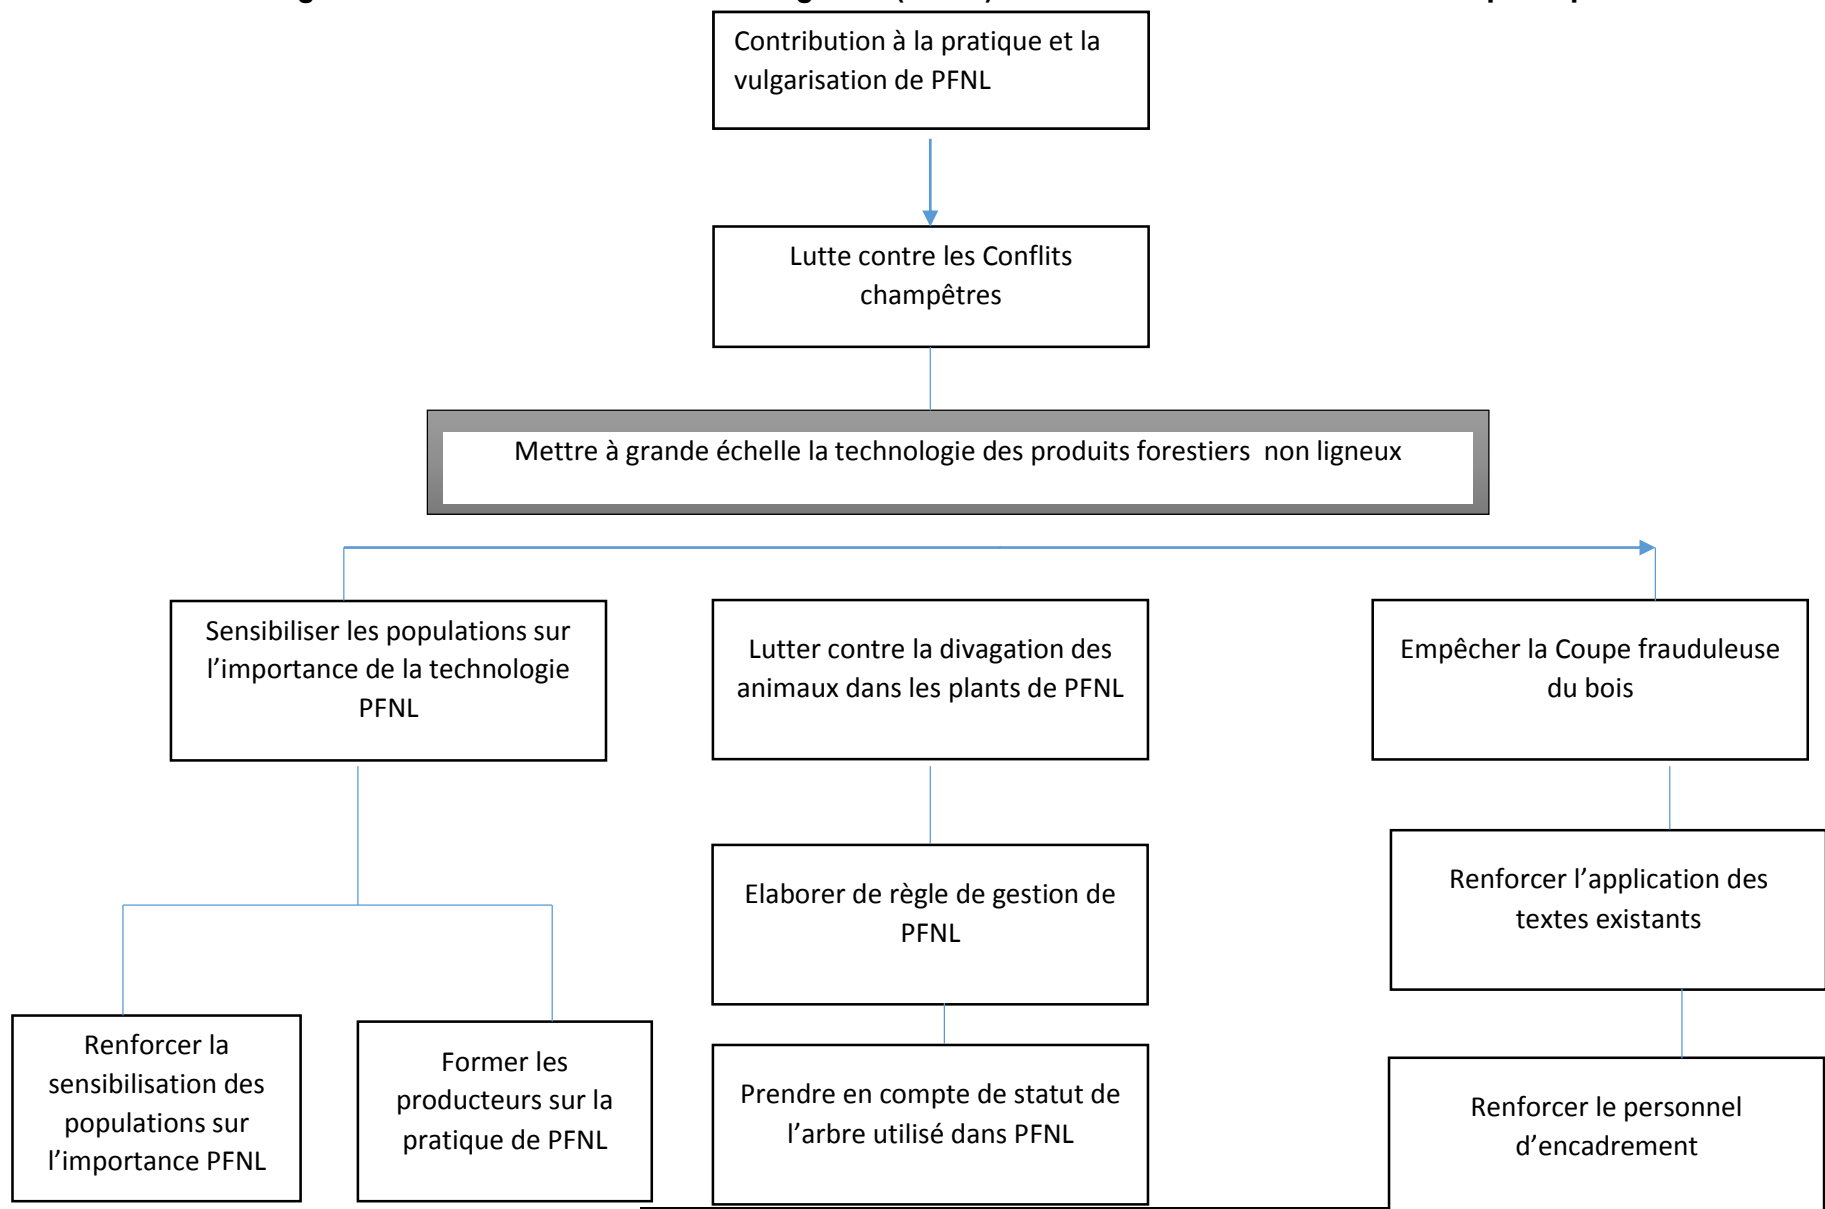 Contribution à la pratique et la
vulgarisation de PFNL
Lutte contre les Conflits
champêtres
Mettre à grande échelle la technologie des produits forestiers non ligneux
Sensibiliser les populations sur
l'importance de la technologie
PFNL
Lutter contre la divagation des
animaux dans les plants de PFNL
Empêcher la Coupe frauduleuse
du bois
Elaborer de règle de gestion de
PFNL
Renforcer l'application des
textes existants
Renforcer la
sensibilisation des
populations sur
l'importance PFNL
Former les
producteurs sur la
pratique de PFNL
Prendre en compte de statut de
l'arbre utilisé dans PFNL
Renforcer le personnel
d'encadrement